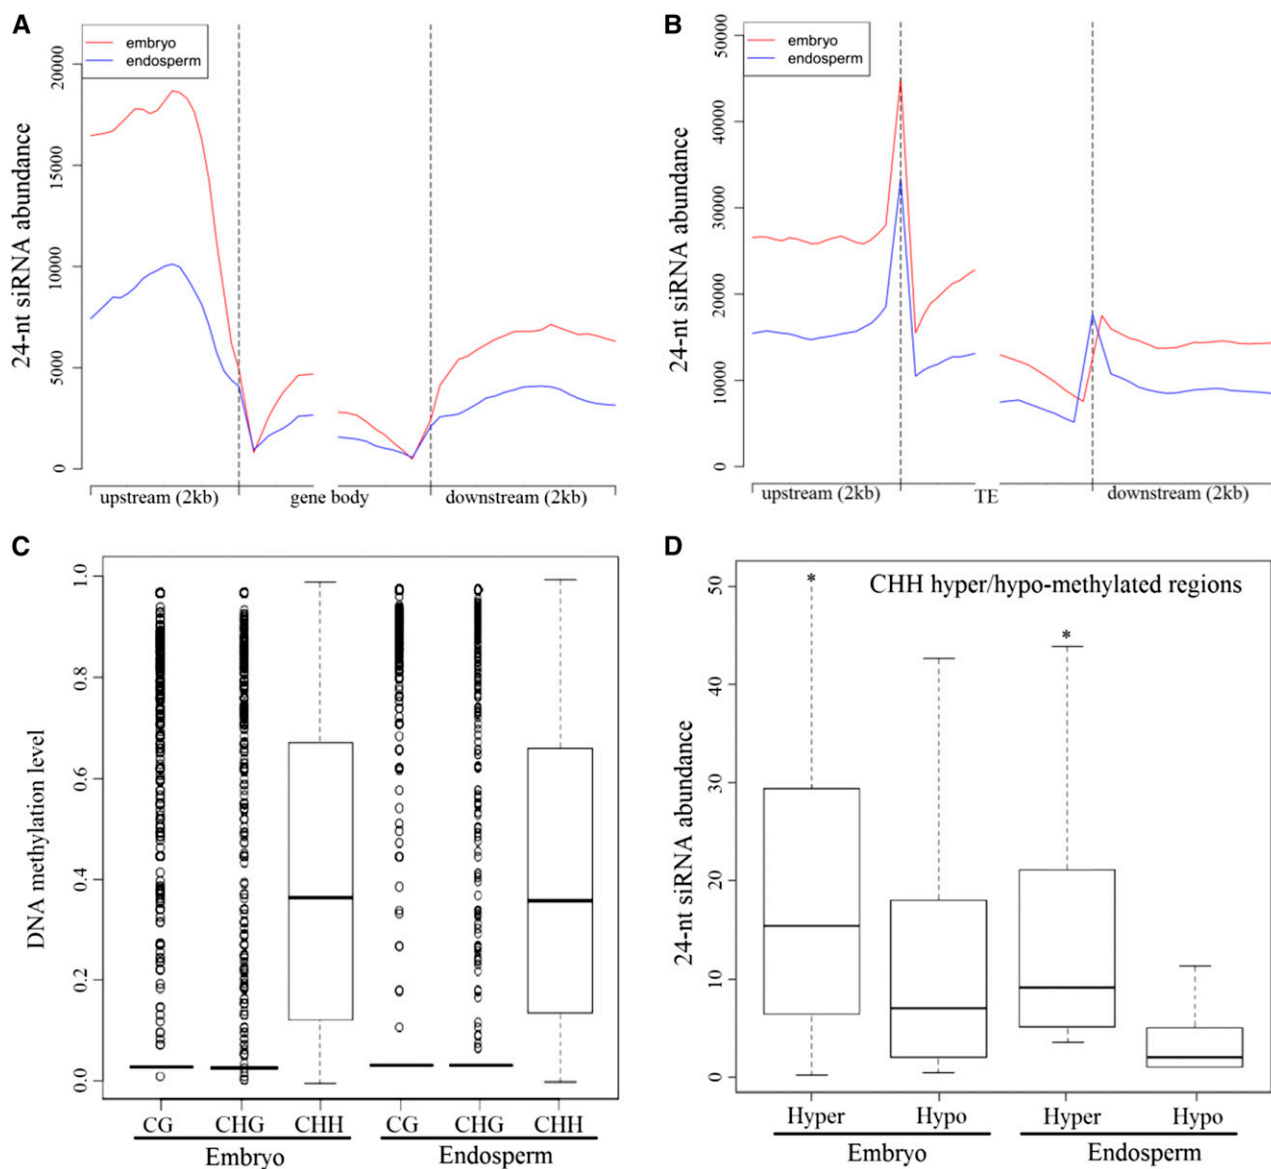 A
embryo
endosperm
24-nt siRNA abundance
20000
15000
10000
5000
0
upstream (2kb)
gene body
downstream (2kb)
B
embryo
endosperm
24-nt siRNA abundance
50000
40000
30000
20000
10000
0
upstream (2kb)
TE
downstream (2kb)
C
DNA methylation level
1.0
0.8
0.6
0.4
0.2
0.0
CG CHG CHH CG CHG CHH
Embryo Endosperm
D
CHH hyper/hypo-methylated regions
* *
24-nt siRNA abundance
50
40
30
20
10
0
Hyper Hypo Hyper Hypo
Embryo Endosperm